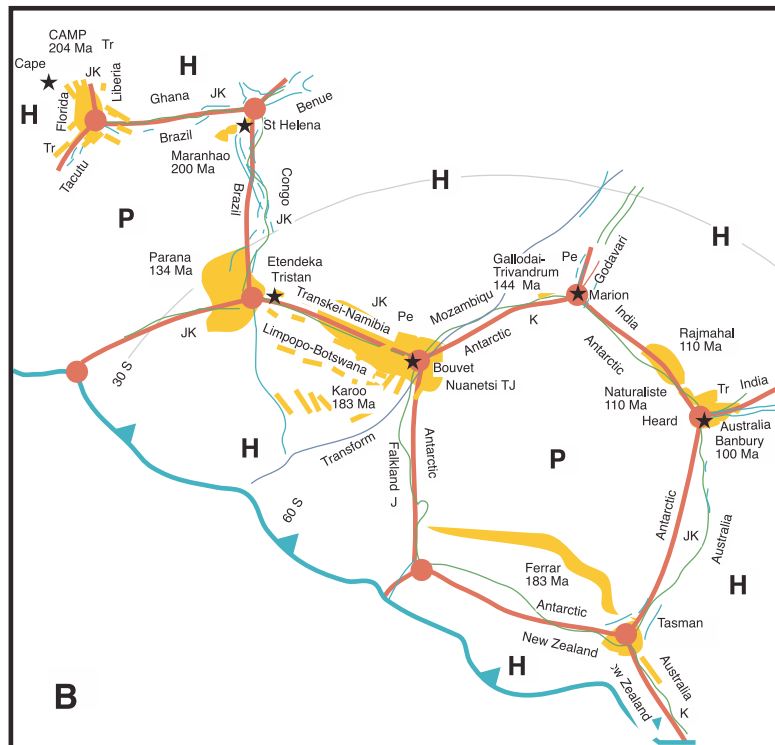 CAMP
204 Ma
Tr
Cape
JK
H
H
Florida
Liberia
Ghana
JK
Benue
Brazil
St Helena
Tr
Tacutu
Maranhao
200 Ma
Congo
Brazil
JK
P
H
H
Parana
134 Ma
Etendeka
Tristan
Transkei-Namibia
JK
Pe
Mozambiqu
Gallodai-
Trivandrum
144 Ma
Pe
Godavari
Marion
K
Antarctic
India
Antarctic
Rajmahal
110 Ma
JK
Limpopo-Botswana
Bouvet
Nuanetsi TJ
Karoo
183 Ma
30 S
Naturaliste
110 Ma
Tr
India
Heard
Australia
Banbury
100 Ma
H
Transform
Antarctic
Falkland
J
P
60 S
Antarctic
JK
Australia
Ferrar
183 Ma
H
Antarctic
Tasman
New Zealand
H
Australia
ow Zealand
K
B